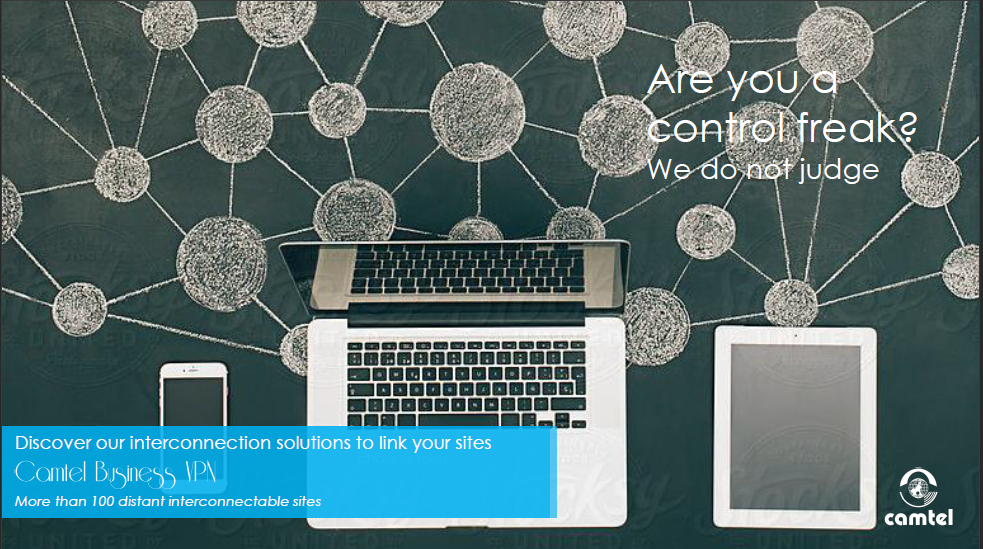 Are you a
control freak?
We do not judge
Discover our interconnection solutions to link your sites
Camtel Business VPN
More than 100 distant interconnectable sites
camtel